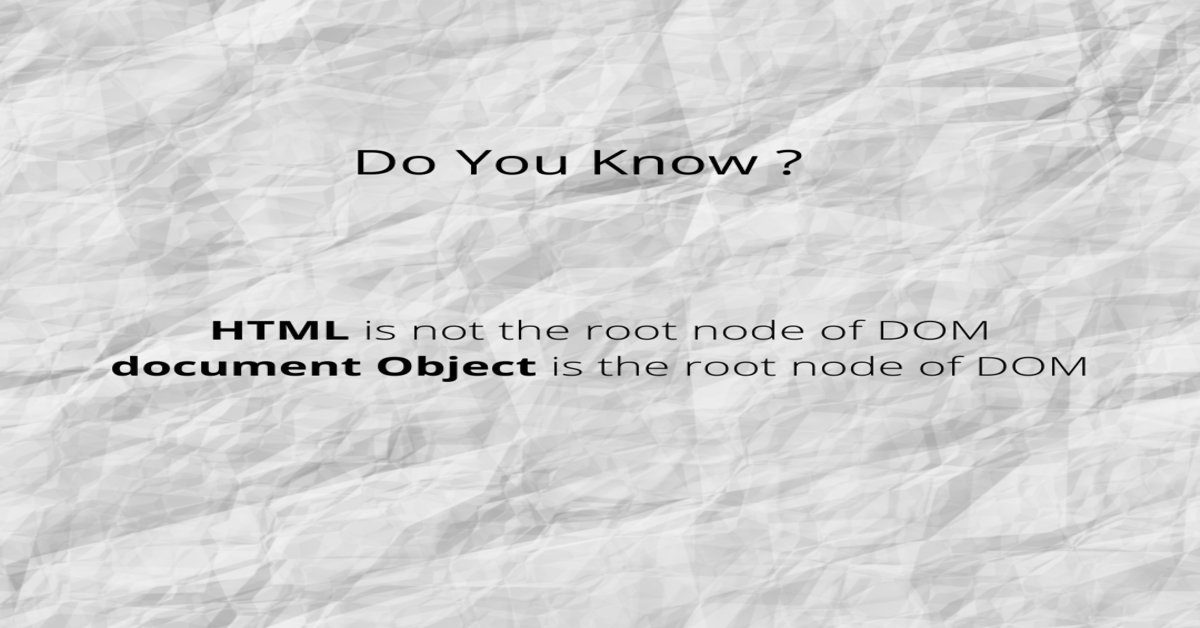 Do You Know ?
HTML is not the root node of DOM
document Object is the root node of DOM